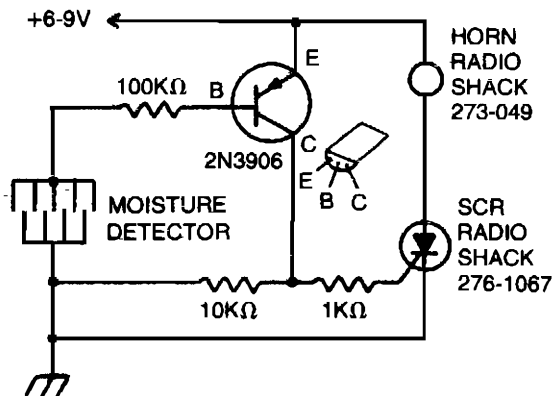 +6-9V
HORN
RADIO
SHACK
273-049
E
100KΩ
B
C
2N3906
E
B
C
MOISTURE
DETECTOR
SCR
RADIO
SHACK
276-1067
10KΩ
1KΩ